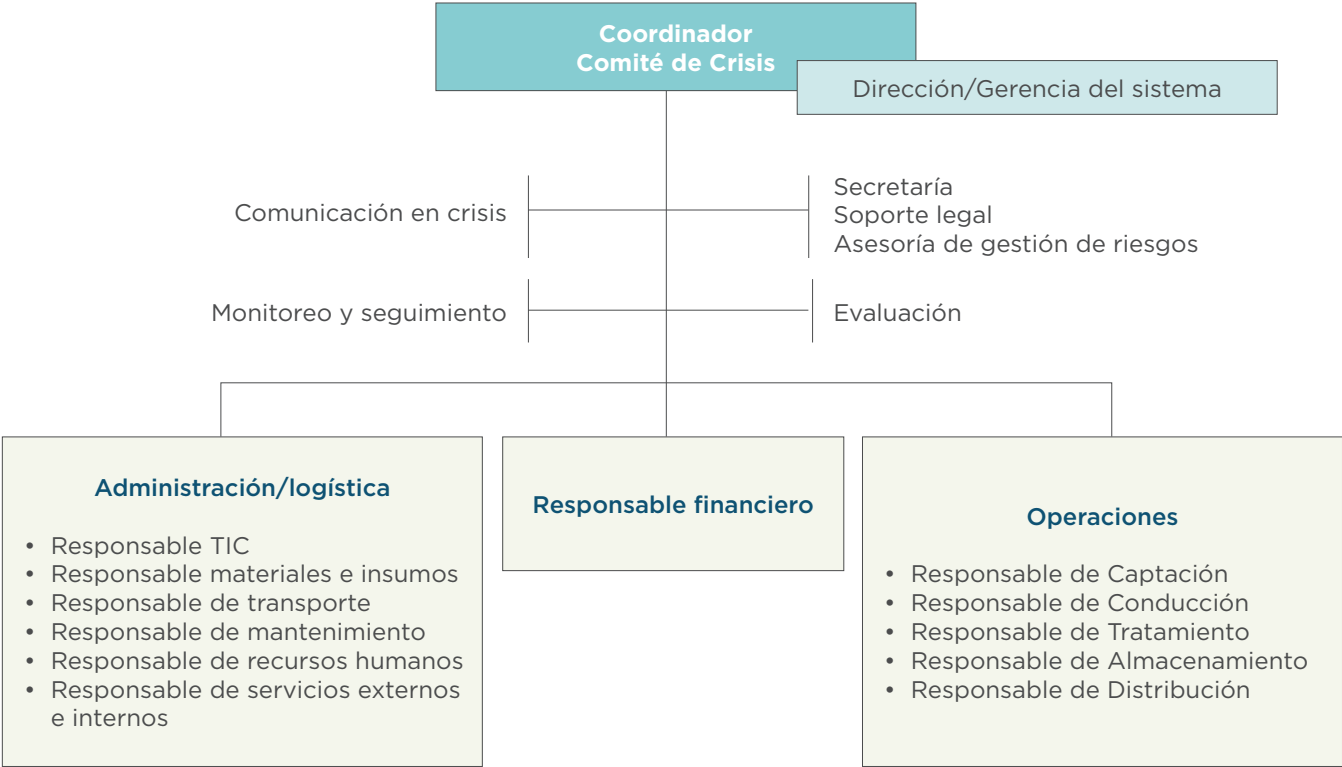 Coordinador
Comité de Crisis
Dirección/Gerencia del sistema
Comunicación en crisis
Secretaría
Soporte legal
Asesoría de gestión de riesgos
Monitoreo y seguimiento
Evaluación
Administración/logística
• Responsable TIC
• Responsable materiales e insumos
• Responsable de transporte
• Responsable de mantenimiento
• Responsable de recursos humanos
• Responsable de servicios externos
e internos
Responsable financiero
Operaciones
• Responsable de Captación
• Responsable de Conducción
• Responsable de Tratamiento
• Responsable de Almacenamiento
• Responsable de Distribución